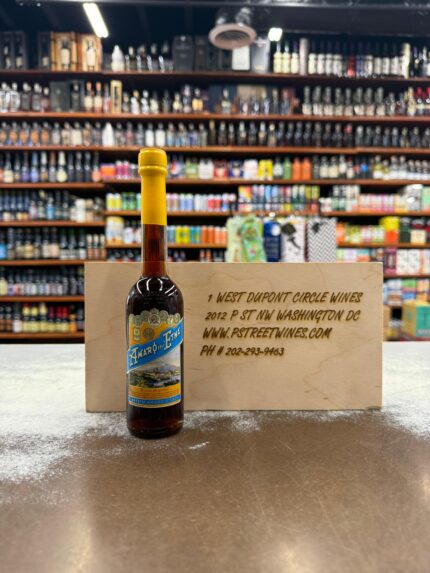 AMARO DELL' ETNA
1 WEST DUPONT CIRCLE WINES
2012 P ST NW WASHINGTON DC
WWW.PSTREETWINES.COM
PH # 202-293-9463